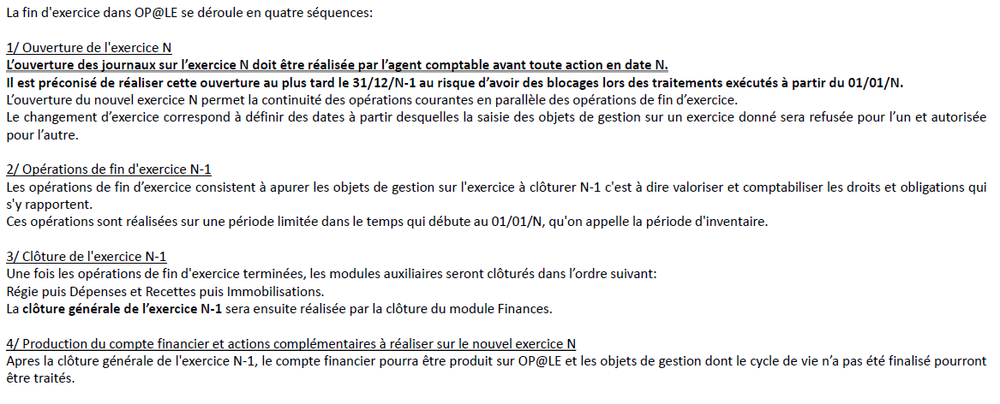 La fin d'exercice dans OP@LE se déroule en quatre séquences:
1/ Ouverture de l'exercice N
L’ouverture des journaux sur l’exercice N doit être réalisée par l’agent comptable avant toute action en date N.
Il est préconisé de réaliser cette ouverture au plus tard le 31/12/N-1 au risque d’avoir des blocages lors des traitements exécutés à partir du 01/01/N.
L’ouverture du nouvel exercice N permet la continuité des opérations courantes en parallèle des opérations de fin d’exercice.
Le changement d’exercice correspond à définir des dates à partir desquelles la saisie des objets de gestion sur un exercice donné sera refusée pour l’un et autorisée
pour l’autre.
2/ Opérations de fin d'exercice N-1
Les opérations de fin d’exercice consistent à apurer les objets de gestion sur l'exercice à clôturer N-1 c'est à dire valoriser et comptabiliser les droits et obligations qui
s'y rapportent.
Ces opérations sont réalisées sur une période limitée dans le temps qui débute au 01/01/N, qu'on appelle la période d'inventaire.
3/ Clôture de l'exercice N-1
Une fois les opérations de fin d'exercice terminées, les modules auxiliaires seront clôturés dans l’ordre suivant:
Régie puis Dépenses et Recettes puis Immobilisations.
La clôture générale de l’exercice N-1 sera ensuite réalisée par la clôture du module Finances.
4/ Production du compte financier et actions complémentaires à réaliser sur le nouvel exercice N
Apres la clôture générale de l'exercice N-1, le compte financier pourra être produit sur OP@LE et les objets de gestion dont le cycle de vie n’a pas été finalisé pourront
être traités.